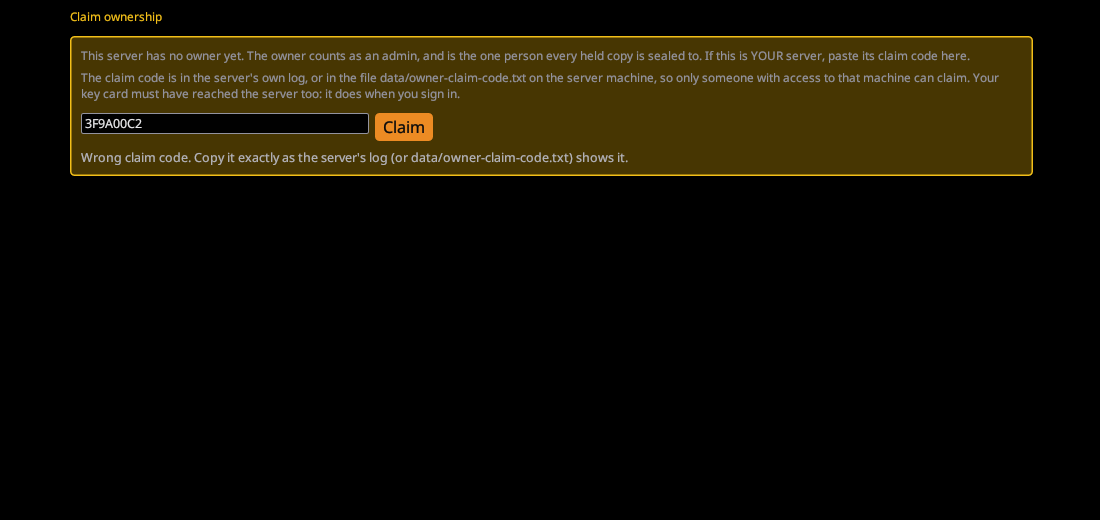 Claim ownership
This server has no owner yet. The owner counts as an admin, and is the one person every held copy is sealed to. If this is YOUR server, paste its claim code here.
The claim code is in the server's own log, or in the file data/owner-claim-code.txt on the server machine, so only someone with access to that machine can claim. Your
key card must have reached the server too: it does when you sign in.
3F9A00C2 Claim
Wrong claim code. Copy it exactly as the server's log (or data/owner-claim-code.txt) shows it.